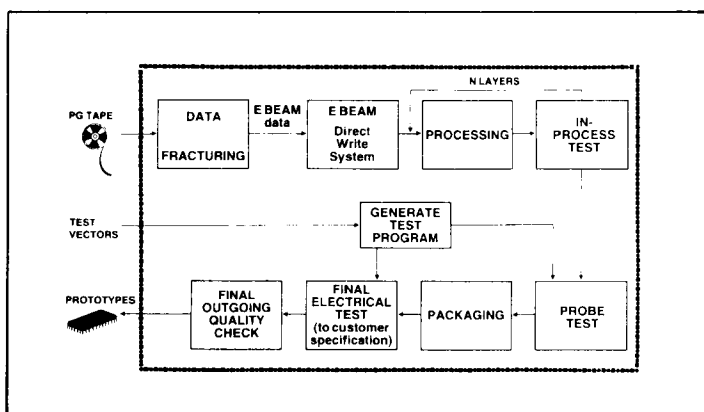 N LAYERS
PG TAPE
DATA
FRACTURING
E BEAM
data
E BEAM
Direct
Write
System
PROCESSING
IN-
PROCESS
TEST
TEST
VECTORS
GENERATE
TEST
PROGRAM
PROTOTYPES
FINAL
OUTGOING
QUALITY
CHECK
FINAL
ELECTRICAL
TEST
(to customer
specification)
PACKAGING
PROBE
TEST